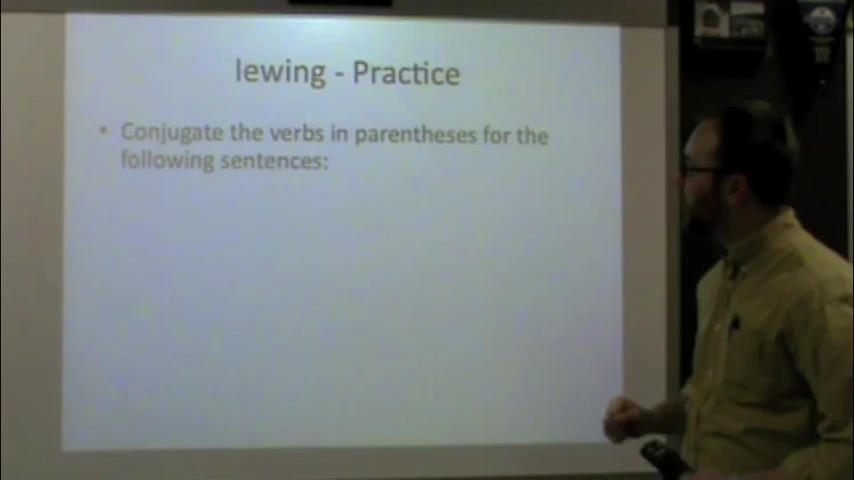 Iewing - Practice
• Conjugate the verbs in parentheses for the
following sentences: